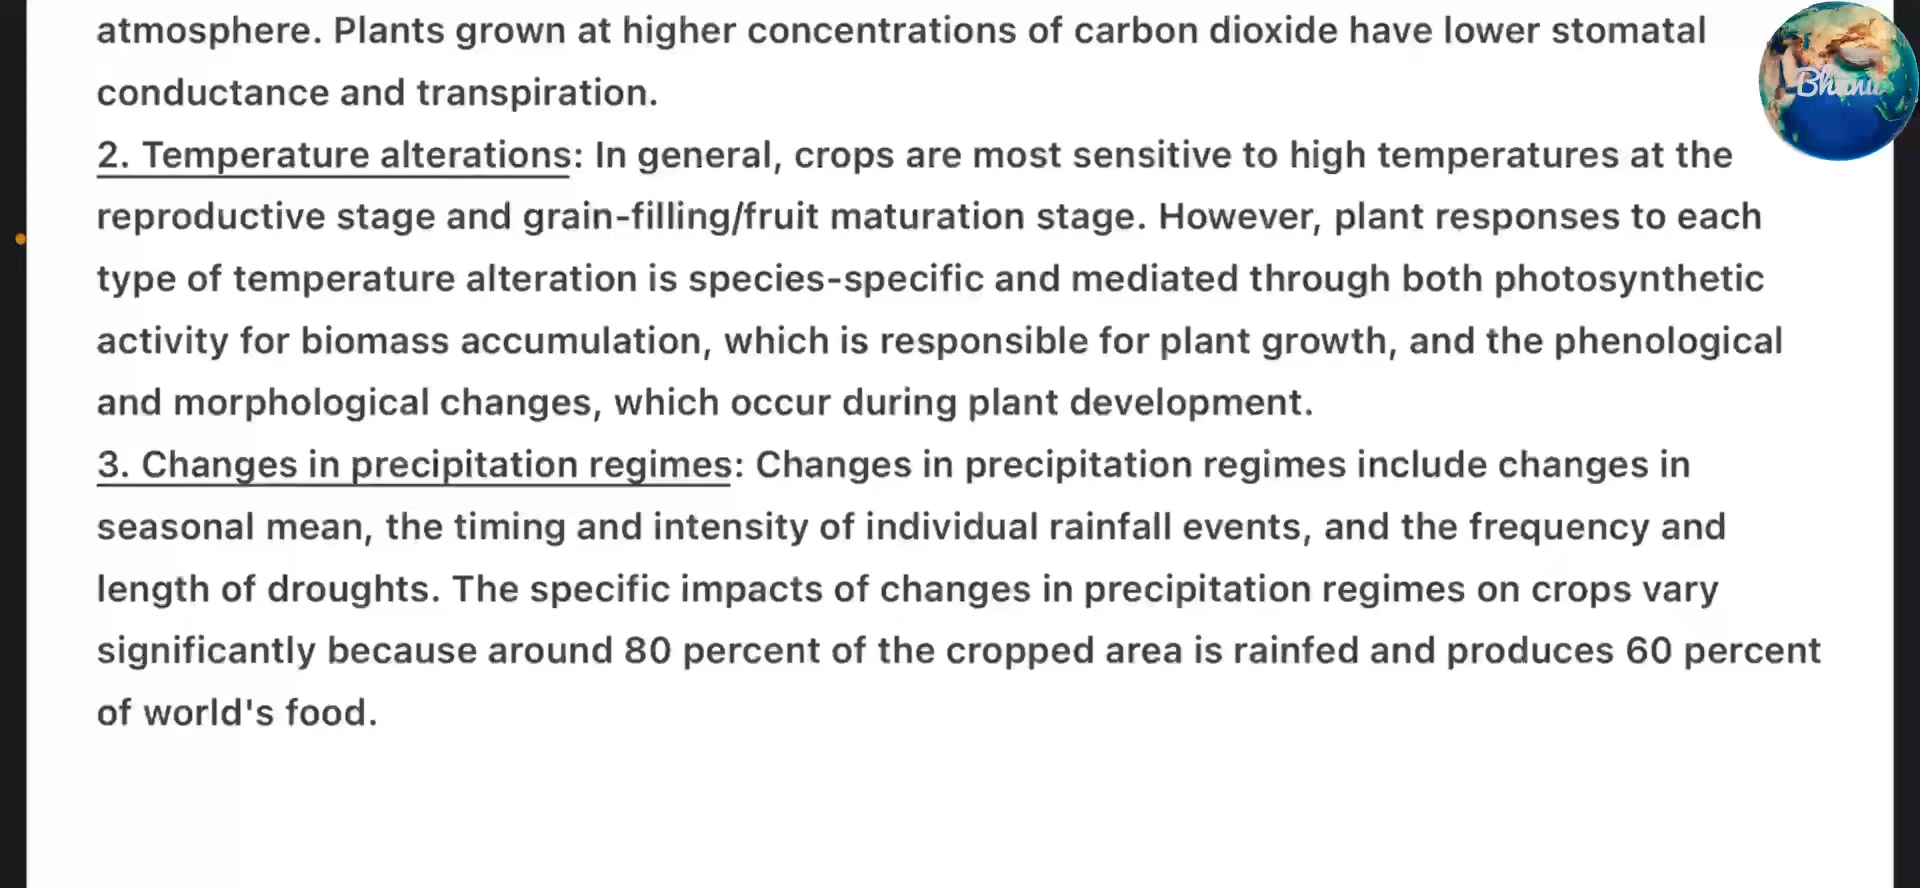 atmosphere. Plants grown at higher concentrations of carbon dioxide have lower stomatal
conductance and transpiration.
2. Temperature alterations: In general, crops are most sensitive to high temperatures at the
reproductive stage and grain-filling/fruit maturation stage. However, plant responses to each
type of temperature alteration is species-specific and mediated through both photosynthetic
activity for biomass accumulation, which is responsible for plant growth, and the phenological
and morphological changes, which occur during plant development.
3. Changes in precipitation regimes: Changes in precipitation regimes include changes in
seasonal mean, the timing and intensity of individual rainfall events, and the frequency and
length of droughts. The specific impacts of changes in precipitation regimes on crops vary
significantly because around 80 percent of the cropped area is rainfed and produces 60 percent
of world's food.